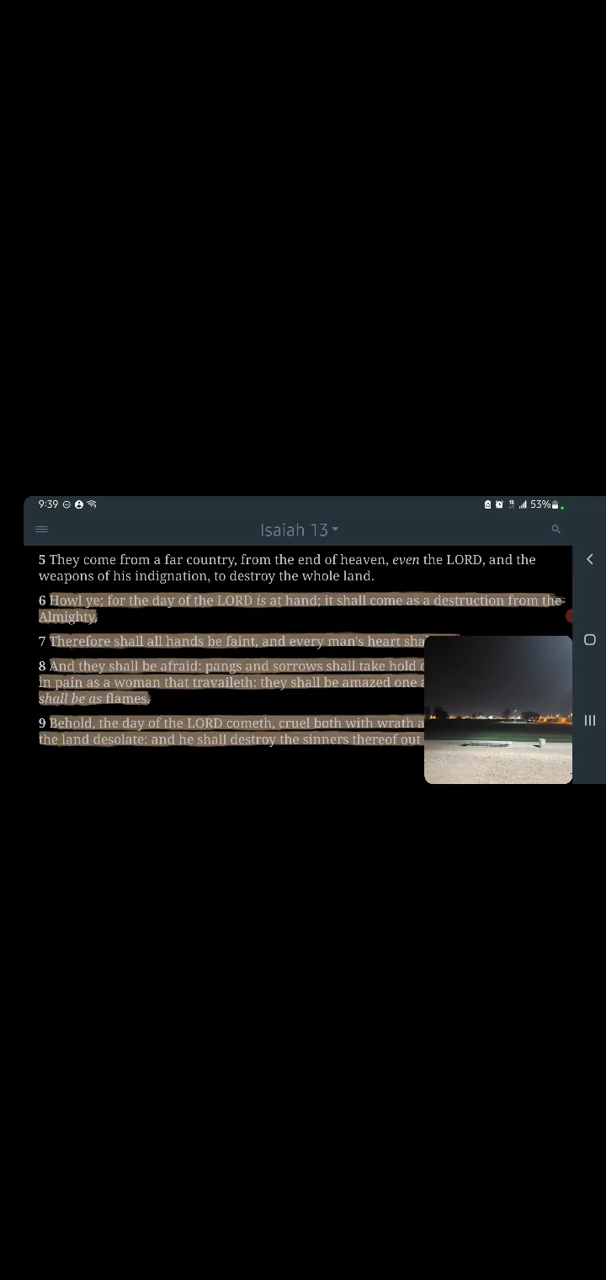 9:39 53%
Isaiah 13
5 They come from a far country, from the end of heaven, even the LORD, and the
weapons of his indignation, to destroy the whole land.
6 Howl ye; for the day of the LORD is at hand; it shall come as a destruction from the
Almighty.
7 Therefore shall all hands be faint, and every man's heart
8 And they shall be afraid: pangs and sorrows shall take hold
in pain as a woman that travaileth: they shall be amazed one
shall be as flames.
9 Behold, the day of the LORD cometh, cruel both with wrath
the land desolate: and he shall destroy the sinners thereof out